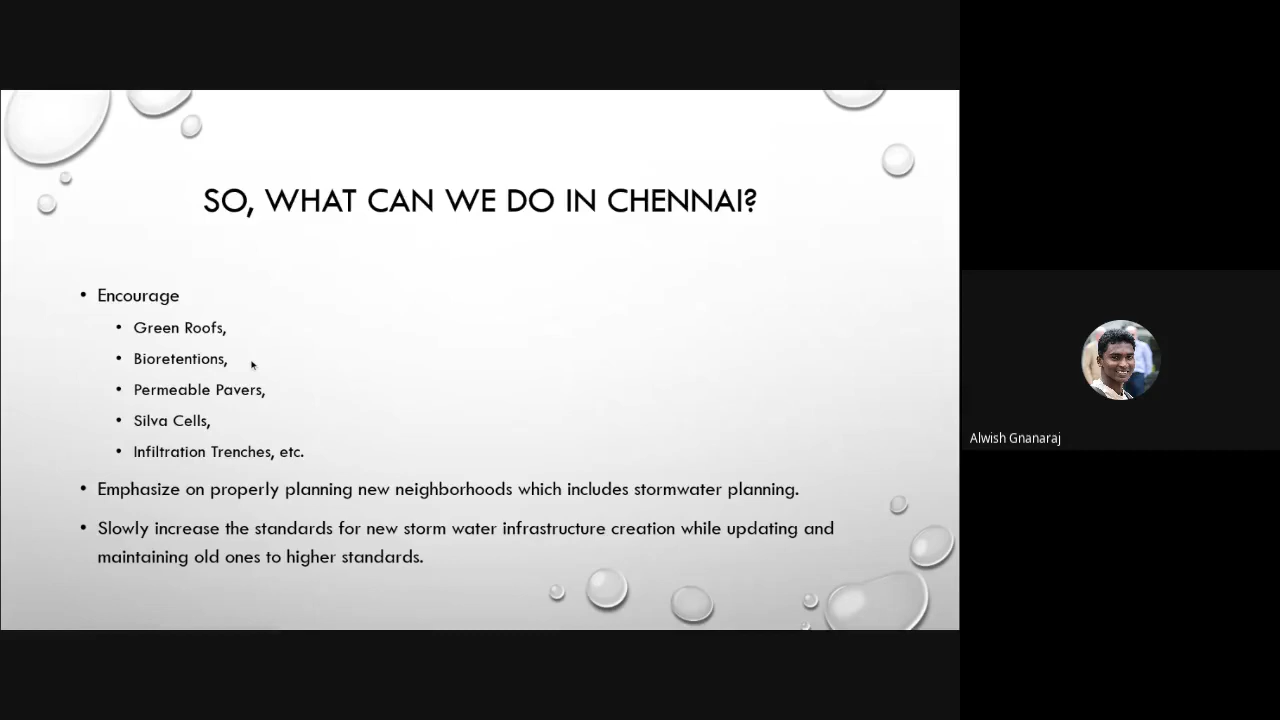 SO, WHAT CAN WE DO IN CHENNAI?
• Encourage
• Green Roofs,
• Bioretentions,
• Permeable Pavers,
• Silva Cells,
• Infiltration Trenches, etc.
• Emphasize on properly planning new neighborhoods which includes stormwater planning.
• Slowly increase the standards for new storm water infrastructure creation while updating and
maintaining old ones to higher standards.
Alwish Gnanaraj